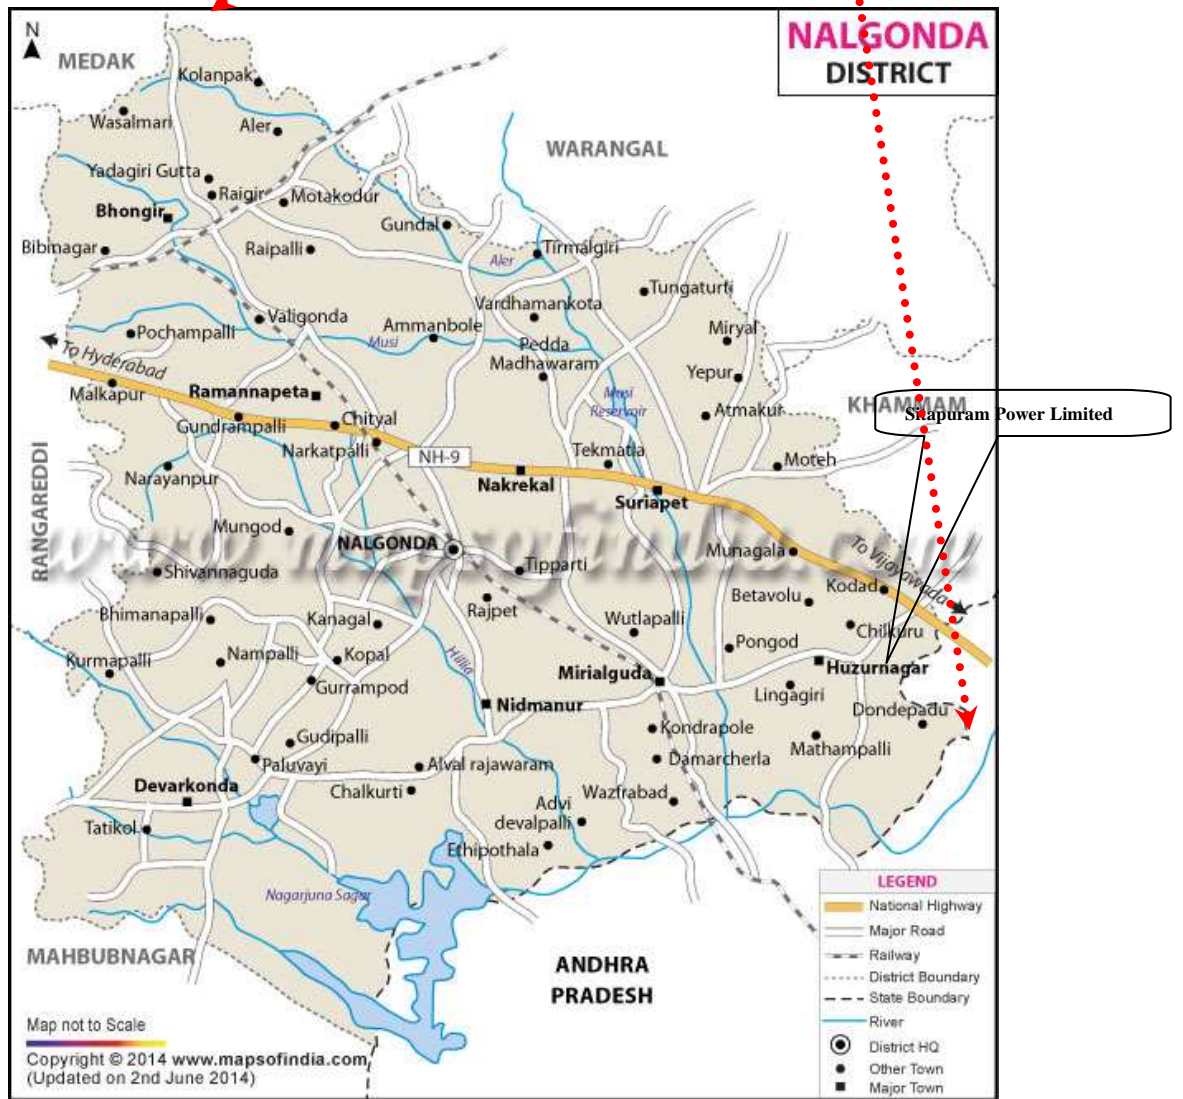 N
NALGONDA
DISTRICT
MEDAK
Kolanpak
Wasalmari
Aler
WARANGAL
Yadagiri Gutta
Raigir
Motakodur
Bhongir
Gundal
Bibinagar
Raipalli
Aler
Tirmalgiri
Tungaturti
Vardhamankota
Valigonda
Ammanbole
Pochampalli
Musi
Miryal
Pedda
Madhawaram
To Hyderabad
Yepur
Malkapur
Ramannapeta
Musi
Reservoir
Atmakur
KHAMMAM
Sitapuram Power Limited
Gundrampalli
Chityal
Narkatpalli
NH-9
Tekmatla
Moteh
RANGAREDDI
Narayanpur
Nakrekal
Suriapet
Mungod
NALGONDA
www.mapsofindia.com
Munagala
To Vijayawada
Shivannaguda
Tipparti
Kodad
Betavolu
Bhimanapalli
Kanagal
Rajpet
Wutlapalli
Chilkuru
Pongod
Kurmapalli
Nampalli
Kopal
Hillia
Mirialguda
Huzurnagar
Gurrampod
Lingagiri
Nidmanur
Dondepadu
Kondrapole
Gudipalli
Mathampalli
Paluvayi
Alval rajawaram
Damarcherla
Devarkonda
Chalkurti
Wazirabad
Advi
devalpalli
Tatikol
Ethipothala
Nagarjuna Sagar
LEGEND
National Highway
Major Road
Railway
District Boundary
State Boundary
River
District HQ
Other Town
Major Town
MAHBUBNAGAR
ANDHRA
PRADESH
Map not to Scale
Copyright © 2014 www.mapsofindia.com
(Updated on 2nd June 2014)